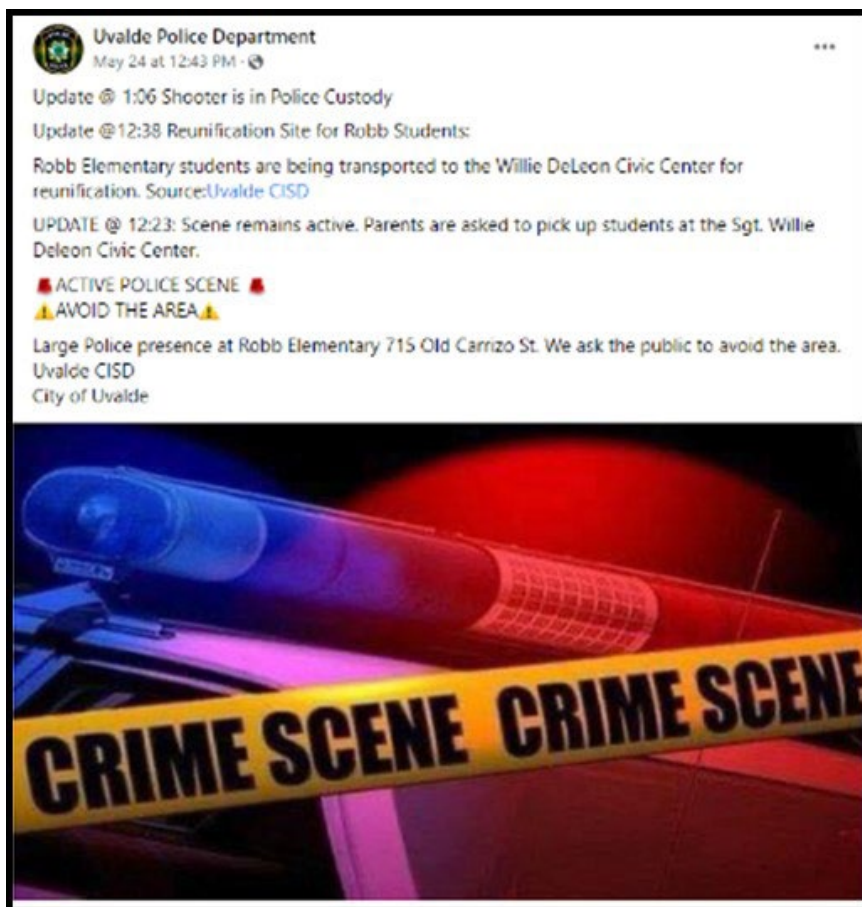 Uvalde Police Department
May 24 at 12:43 PM ·
Update @ 1:06 Shooter is in Police Custody
Update @12:38 Reunification Site for Robb Students:
Robb Elementary students are being transported to the Willie DeLeon Civic Center for
reunification. Source:Uvalde CISD
UPDATE @ 12:23: Scene remains active. Parents are asked to pick up students at the Sgt. Willie
Deleon Civic Center.
🚨ACTIVE POLICE SCENE 🚨
⚠️AVOID THE AREA⚠️
Large Police presence at Robb Elementary 715 Old Carrizo St. We ask the public to avoid the area.
Uvalde CISD
City of Uvalde
CRIME SCENE CRIME SCENE